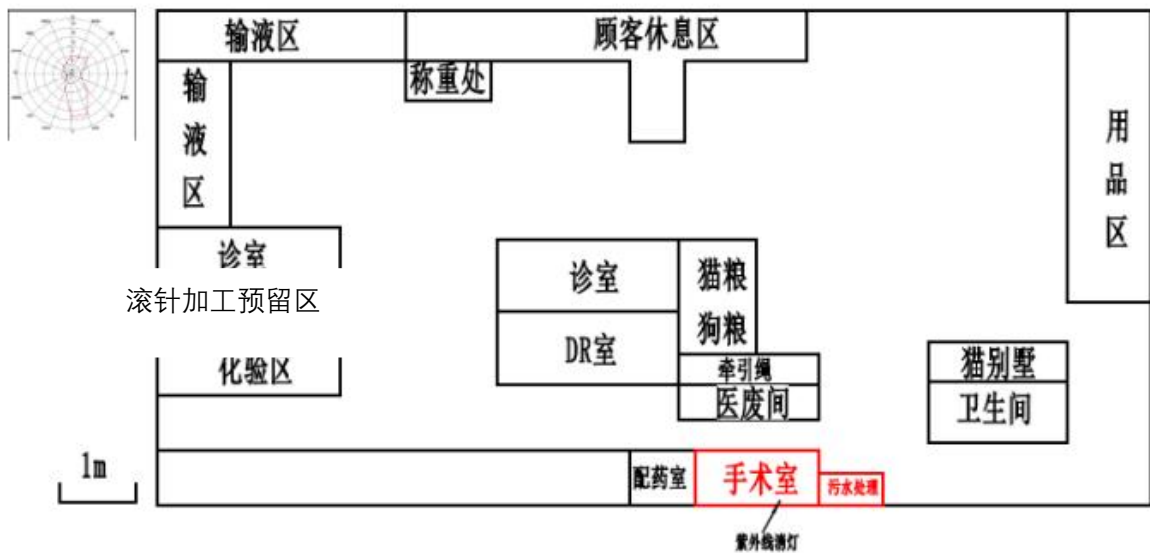 输液区
顾客休息区
称重处
输液区
用品区
诊室
滚针加工预留区
化验区
诊室
猫粮
狗粮
DR室
牵引绳
医废间
猫别墅
卫生间
1m
配药室
手术室
污水处理
紫外线消灯